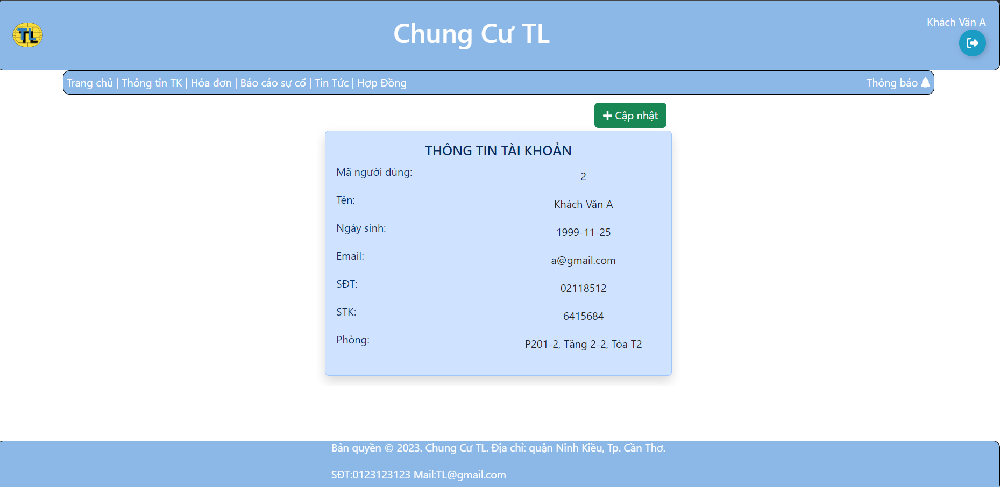 TL
Chung Cư TL
Khách Văn A
Trang chủ | Thông tin TK | Hóa đơn | Báo cáo sự cố | Tin Tức | Hợp Đồng
Thông báo
Cập nhật
THÔNG TIN TÀI KHOẢN
Mã người dùng: 2
Tên: Khách Văn A
Ngày sinh: 1999-11-25
Email: a@gmail.com
SĐT: 02118512
STK: 6415684
Phòng: P201-2, Tầng 2-2, Tòa T2
Bản quyền © 2023. Chung Cư TL. Địa chỉ: quận Ninh Kiều, Tp. Cần Thơ.
SĐT:0123123123 Mail:TL@gmail.com